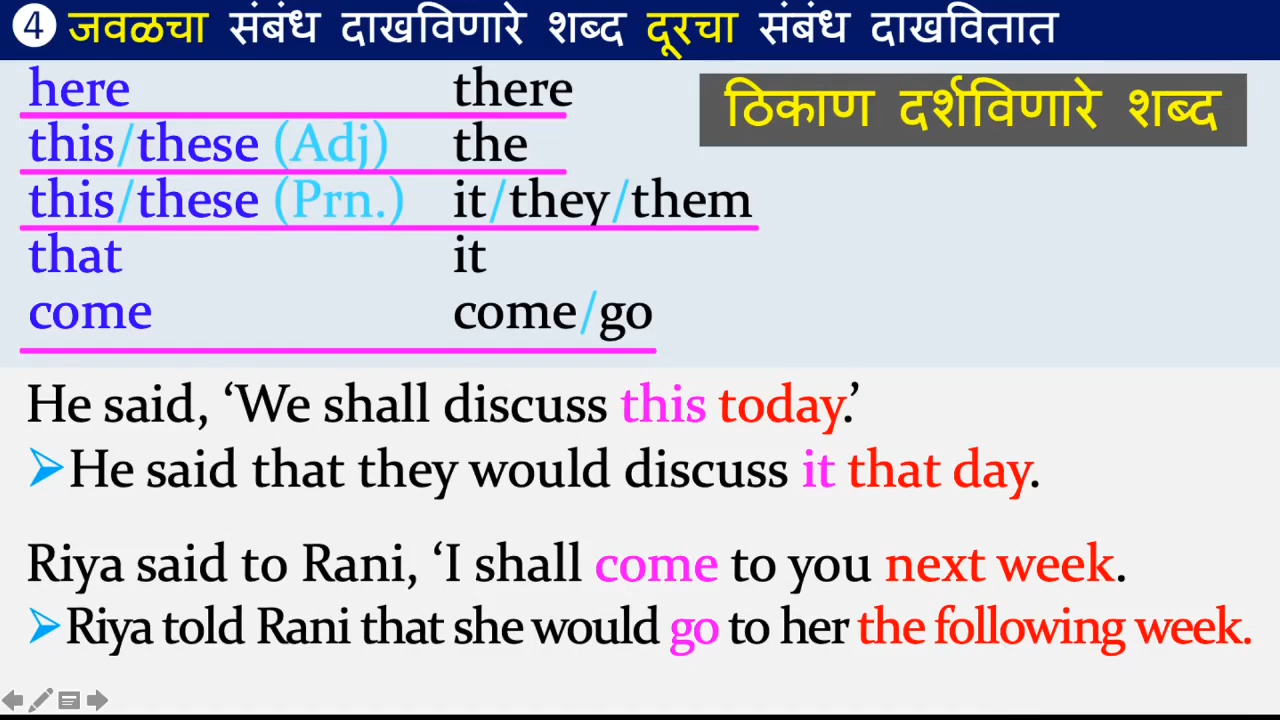 4 जवळचा संबंध दाखविणारे शब्द दूरचा संबंध दाखवितात
here there
ठिकाण दर्शविणारे शब्द
this/these (Adj) the
this/these (Prn.) it/they/them
that it
come come/go
He said, ‘We shall discuss this today.’
He said that they would discuss it that day.
Riya said to Rani, ‘I shall come to you next week.
Riya told Rani that she would go to her the following week.